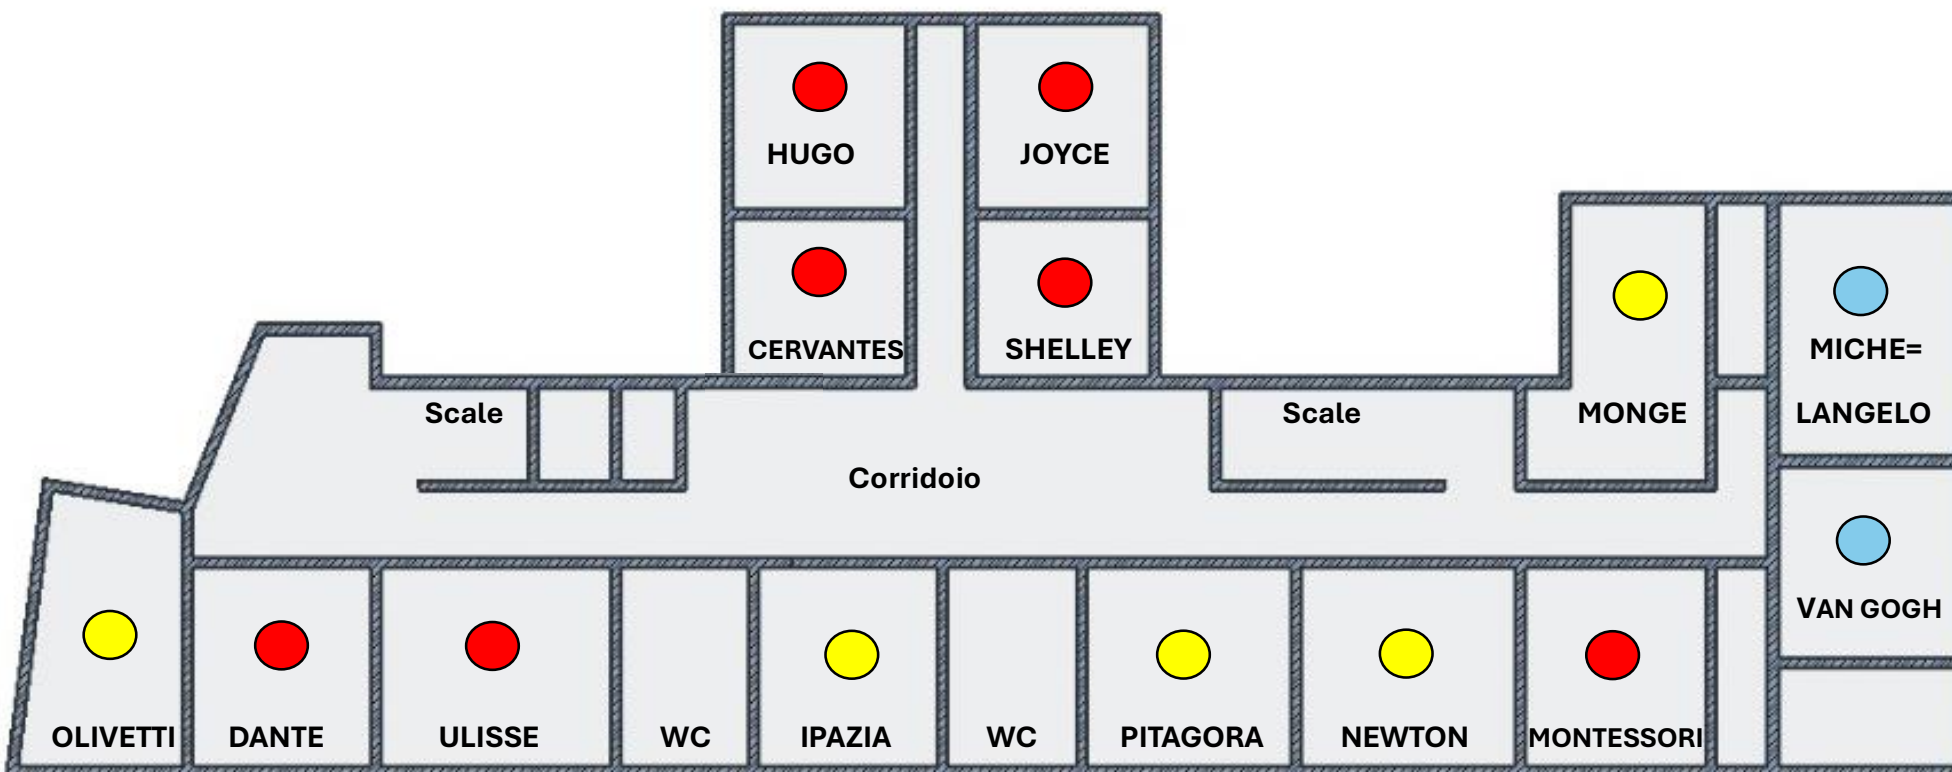 HUGO
JOYCE
CERVANTES
SHELLEY
MICHE=
Scale
Scale
MONGE
LANGELO
Corridoio
VAN GOGH
OLIVETTI
DANTE
ULISSE
WC
IPAZIA
WC
PITAGORA
NEWTON
MONTESSORI